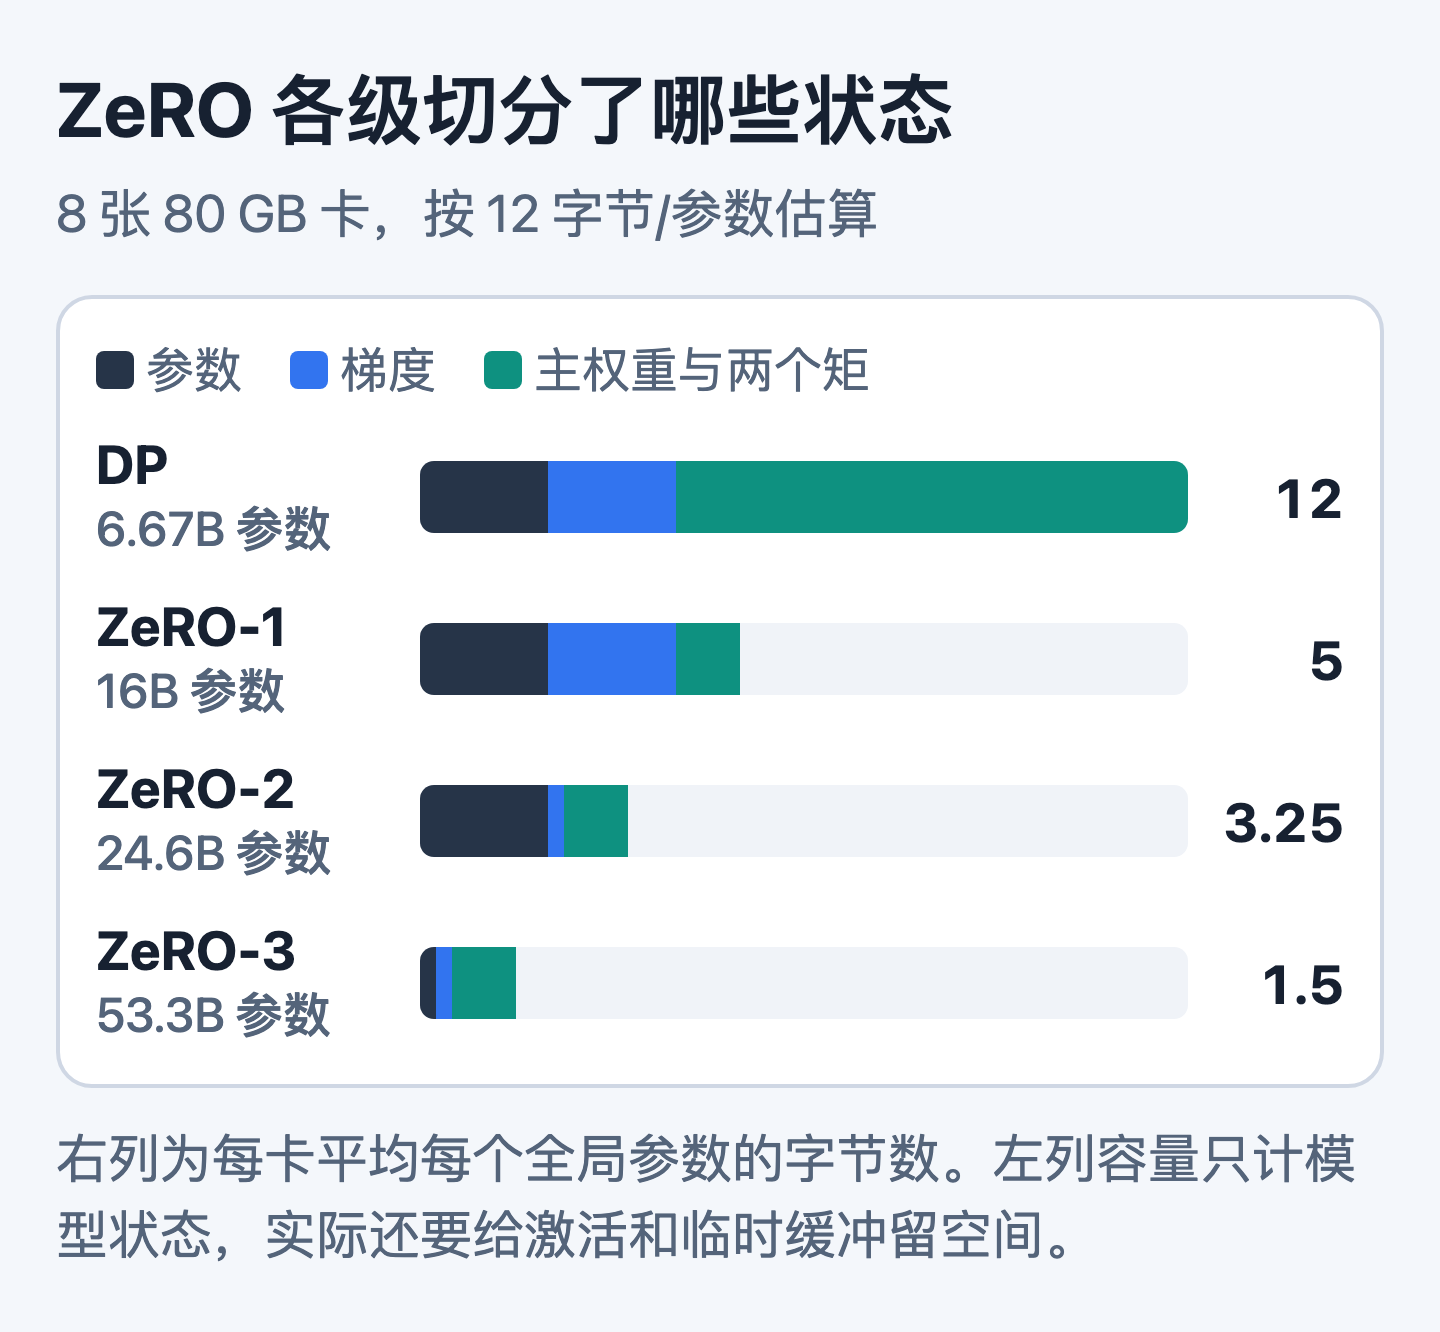 ZeRO 各级切分了哪些状态
8 张 80 GB 卡，按 12 字节/参数估算
参数 梯度 主权重与两个矩
DP
6.67B 参数
12
ZeRO-1
16B 参数
5
ZeRO-2
24.6B 参数
3.25
ZeRO-3
53.3B 参数
1.5
右列为每卡平均每个全局参数的字节数。左列容量只计模
型状态，实际还要给激活和临时缓冲留空间。